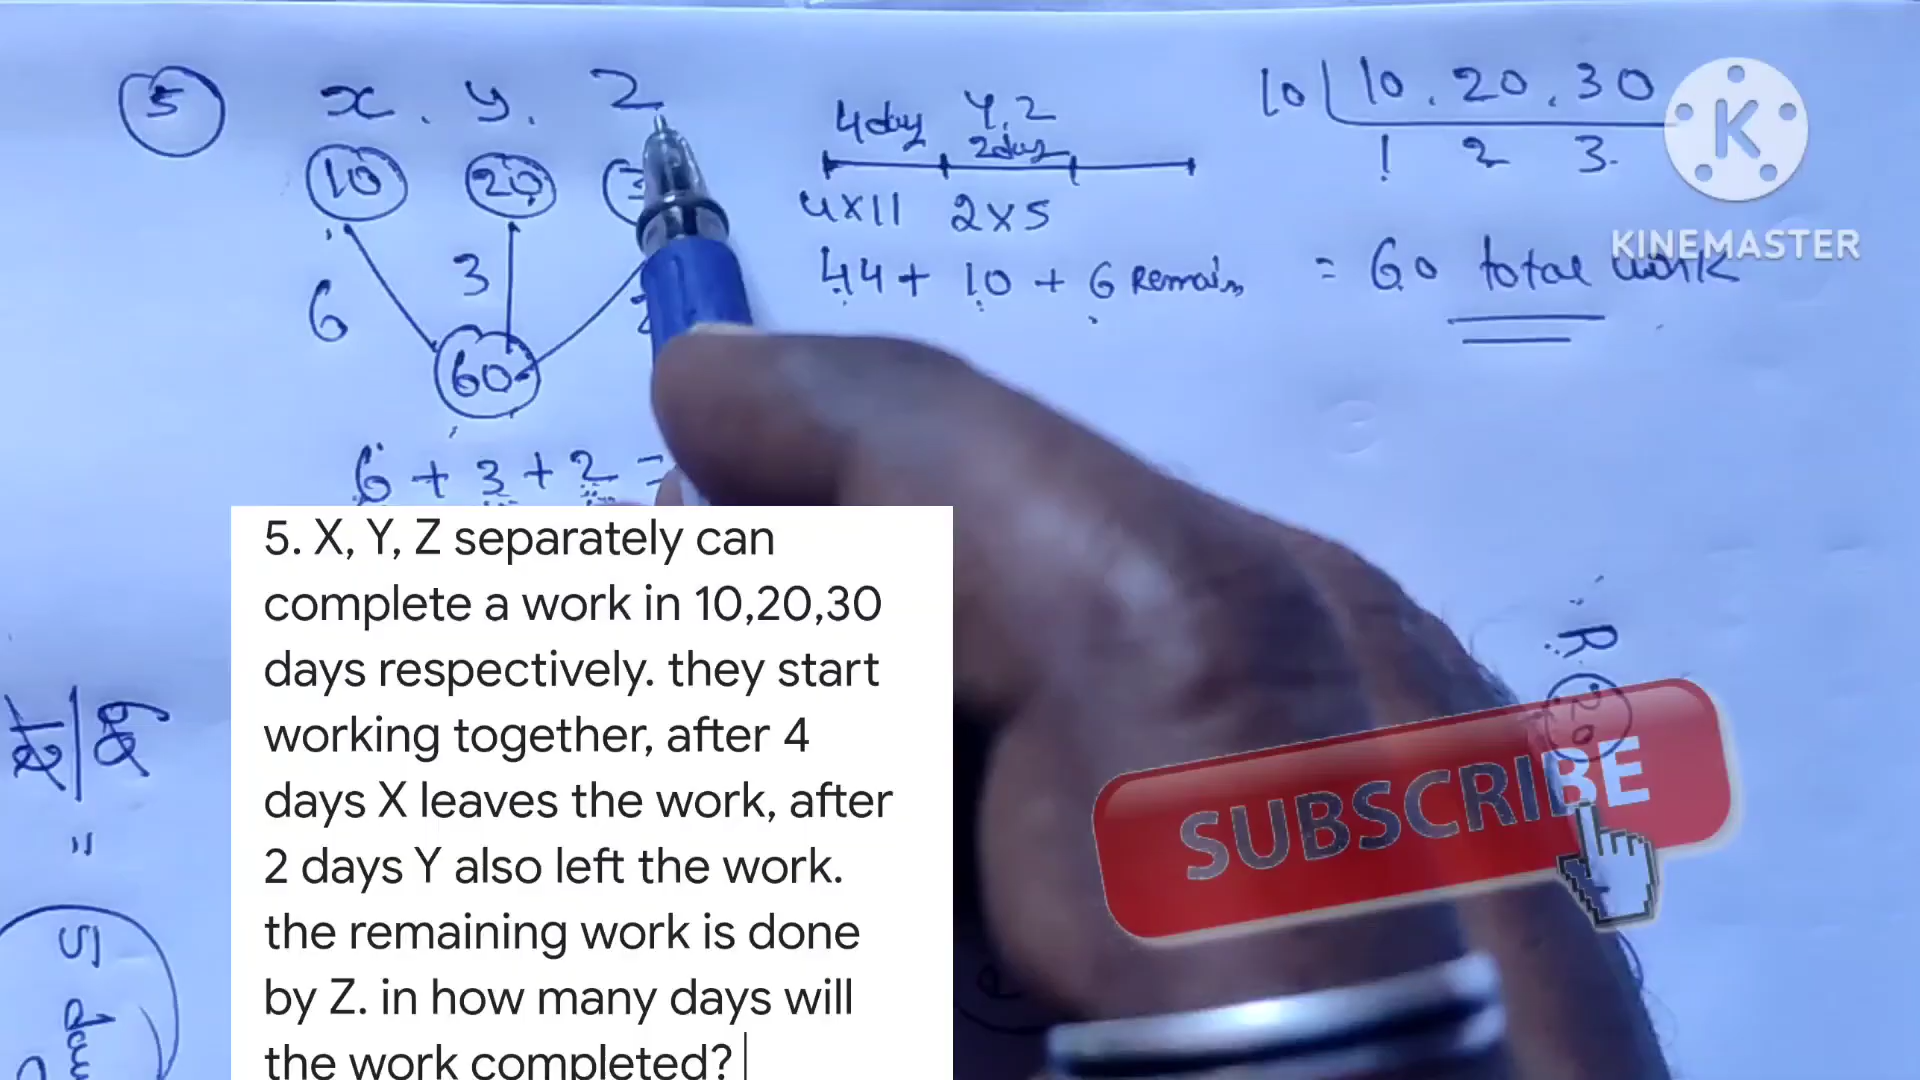 5 x . y . Z
10 20
6 3
60
6 + 3 + 2 =
4day Y, Z
2day
4x11 2x5
44 + 10 + 6 Remain = 60 total work
10 | 10 . 20 . 30
1 2 3
KINEMASTER
5. X, Y, Z separately can
complete a work in 10,20,30
days respectively. they start
working together, after 4
days X leaves the work, after
2 days Y also left the work.
the remaining work is done
by Z. in how many days will
the work completed?
SUBSCRIBE
R
20
= 5